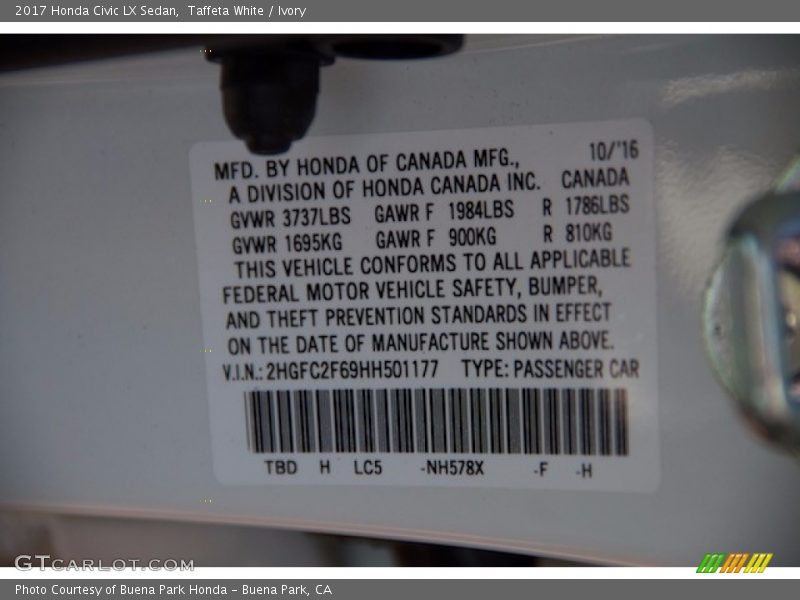 2017 Honda Civic LX Sedan,  Taffeta White / Ivory
MFD. BY HONDA OF CANADA MFG., 10/'16
A DIVISION OF HONDA CANADA INC. CANADA
GVWR 3737LBS GAWR F 1984LBS R 1786LBS
GVWR 1695KG GAWR F 900KG R 810KG
THIS VEHICLE CONFORMS TO ALL APPLICABLE
FEDERAL MOTOR VEHICLE SAFETY, BUMPER,
AND THEFT PREVENTION STANDARDS IN EFFECT
ON THE DATE OF MANUFACTURE SHOWN ABOVE.
V.I.N.: 2HGFC2F69HH501177 TYPE: PASSENGER CAR
TBD H LC5 -NH578X -F -H
GTCARLOT.COM
Photo Courtesy of Buena Park Honda - Buena Park, CA